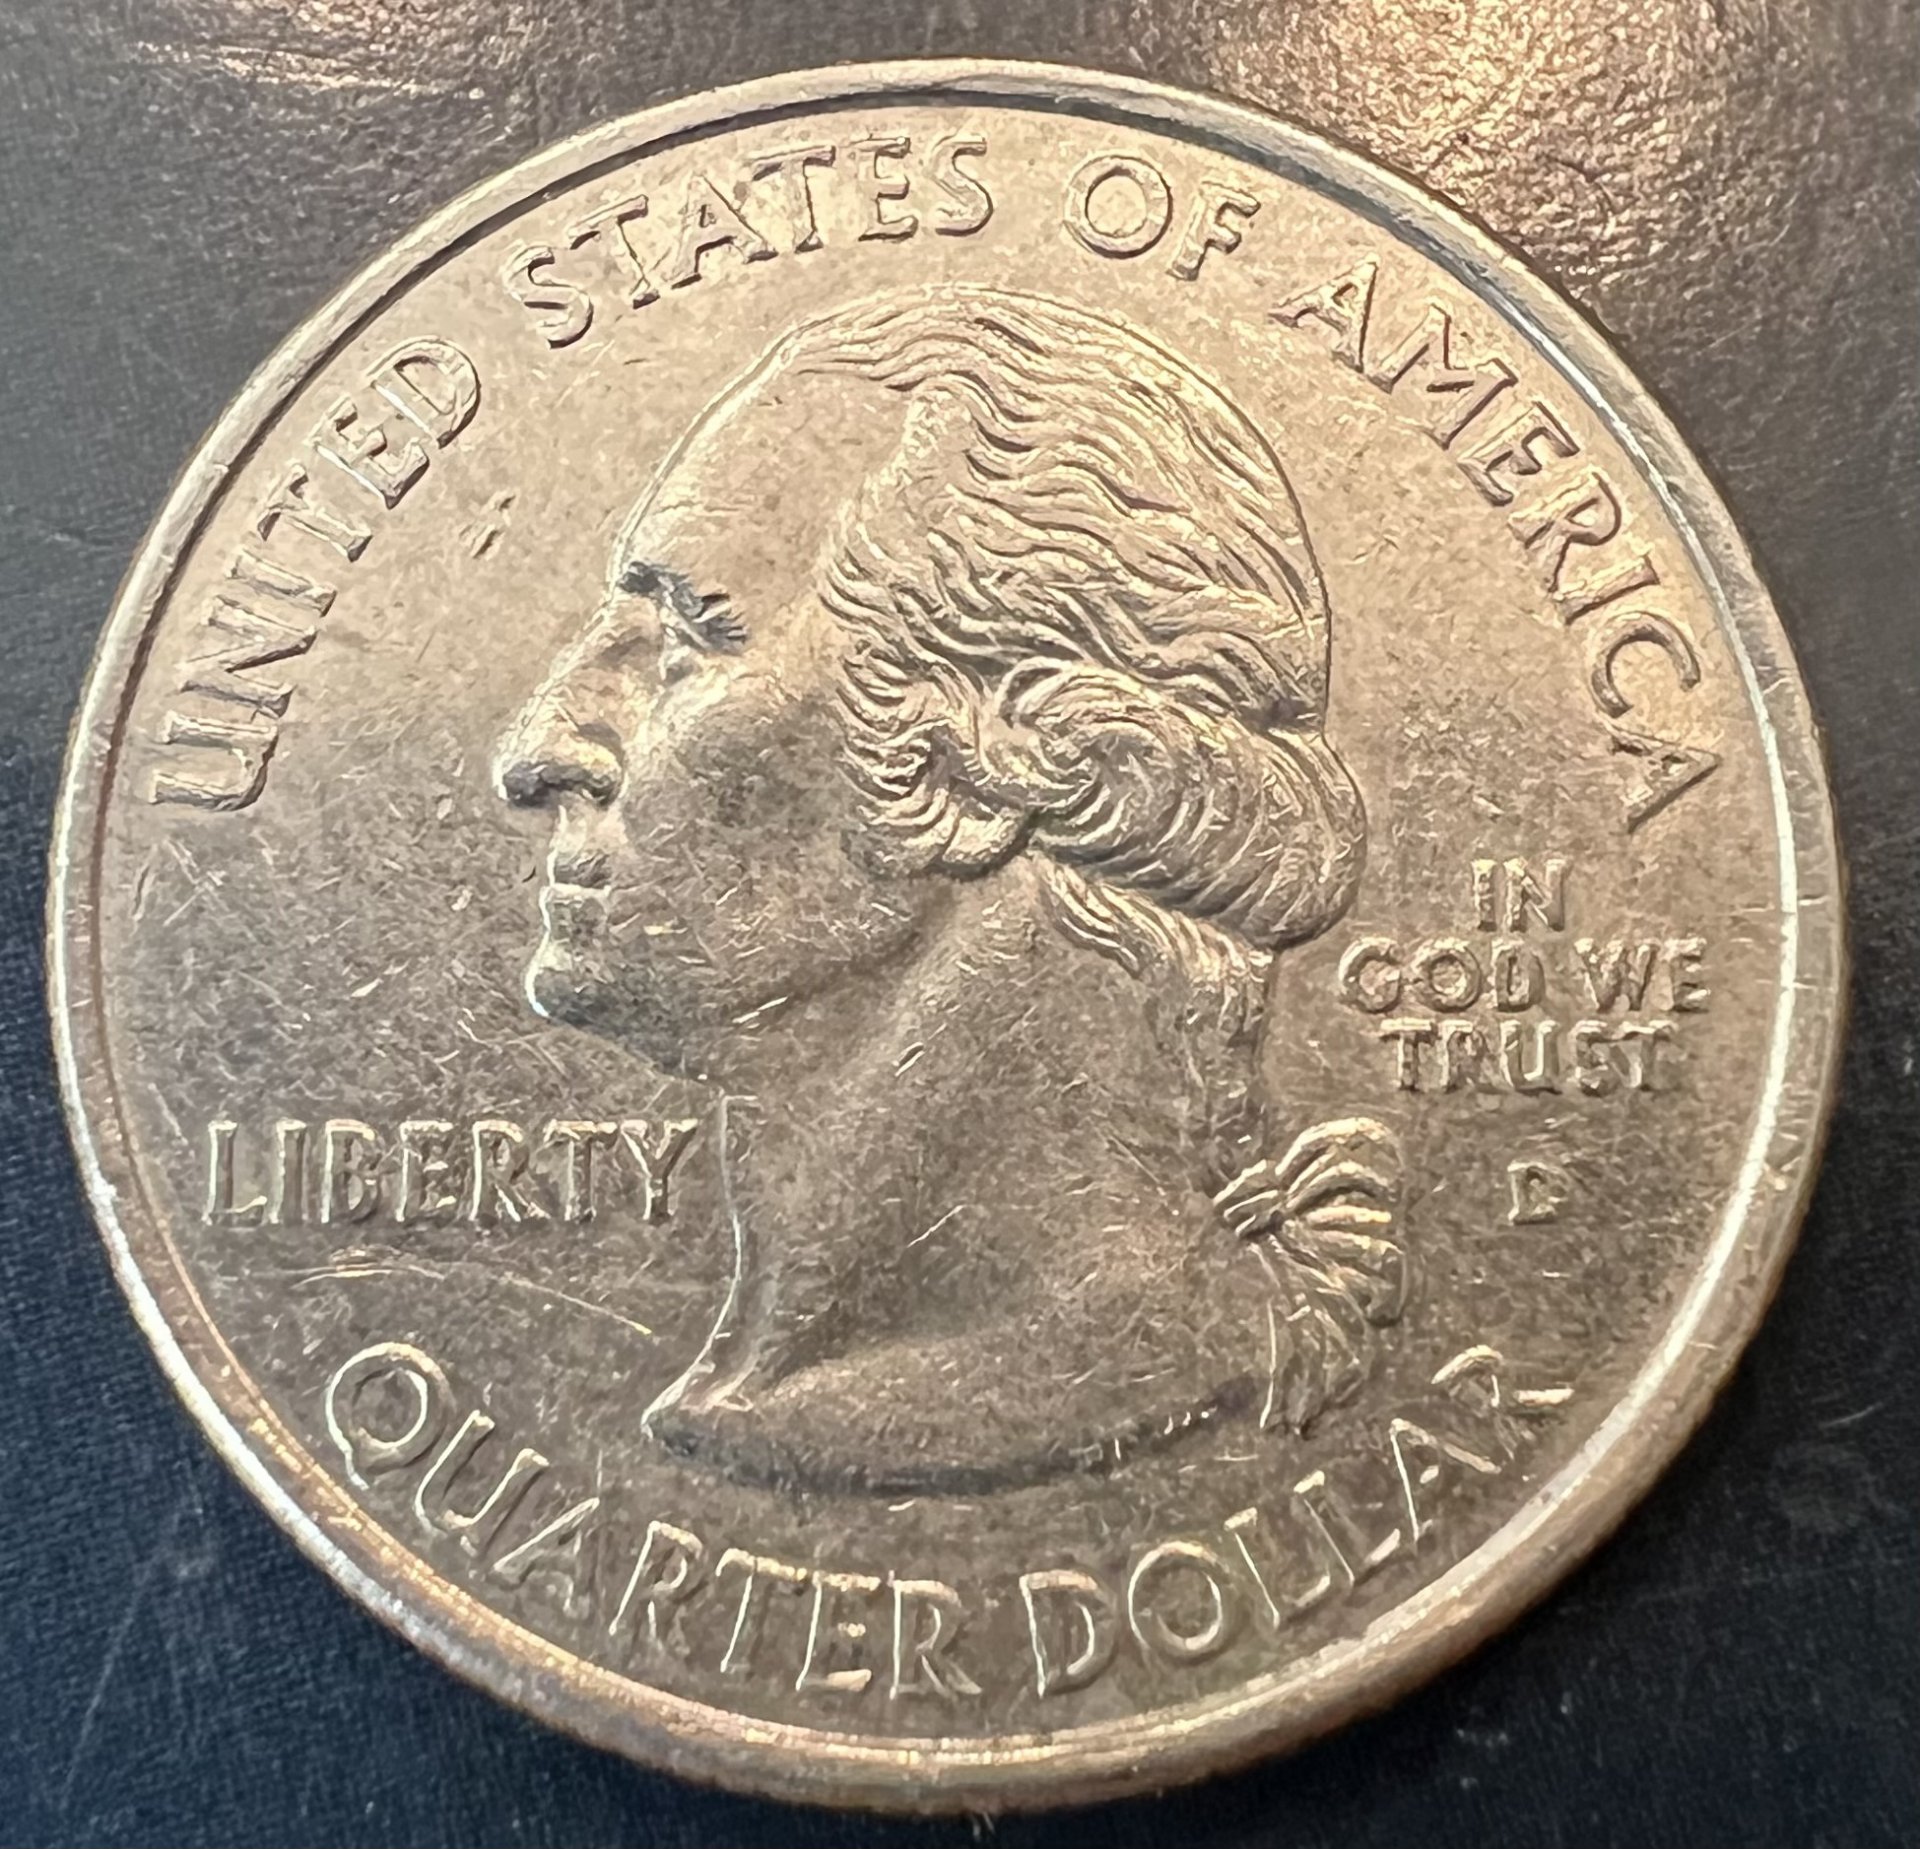 UNITED STATES OF AMERICA
LIBERTY
IN
GOD WE
TRUST
D
QUARTER DOLLAR